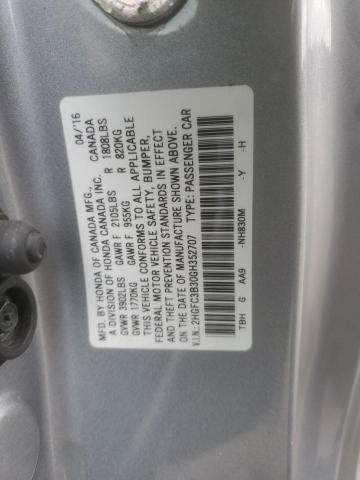 MFD. BY HONDA OF CANADA MFG. 04/'16
A DIVISION OF HONDA CANADA INC. CANADA
GVWR 3902LBS GAWR F 2105LBS R 1808LBS
GVWR 1770KG GAWR F 955KG R 820KG
THIS VEHICLE CONFORMS TO ALL APPLICABLE
FEDERAL MOTOR VEHICLE SAFETY, BUMPER,
AND THEFT PREVENTION STANDARDS IN EFFECT
ON THE DATE OF MANUFACTURE SHOWN ABOVE.
V.I.N.:2HGFC3B30GH352707 TYPE: PASSENGER CAR
TBH G AA9 -NH830M -Y -H